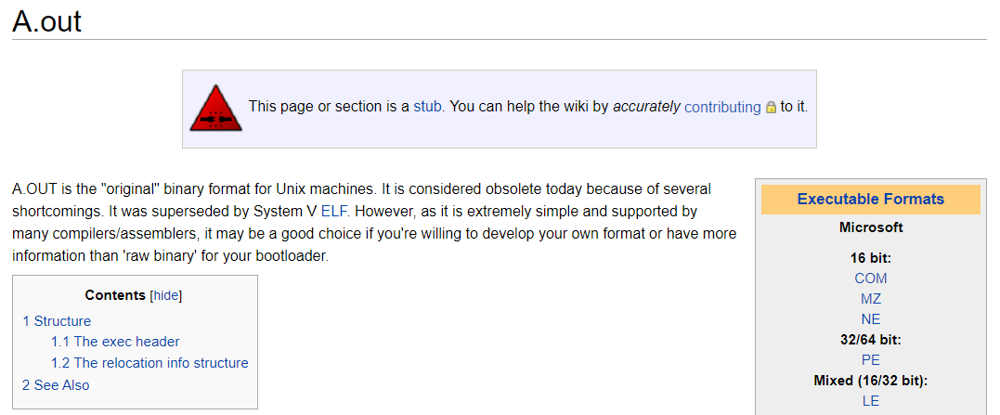 A.out
This page or section is a stub. You can help the wiki by accurately contributing to it.
A.OUT is the "original" binary format for Unix machines. It is considered obsolete today because of several
shortcomings. It was superseded by System V ELF. However, as it is extremely simple and supported by
many compilers/assemblers, it may be a good choice if you're willing to develop your own format or have more
information than 'raw binary' for your bootloader.
Contents [hide]
1 Structure
1.1 The exec header
1.2 The relocation info structure
2 See Also
Executable Formats
Microsoft
16 bit:
COM
MZ
NE
32/64 bit:
PE
Mixed (16/32 bit):
LE